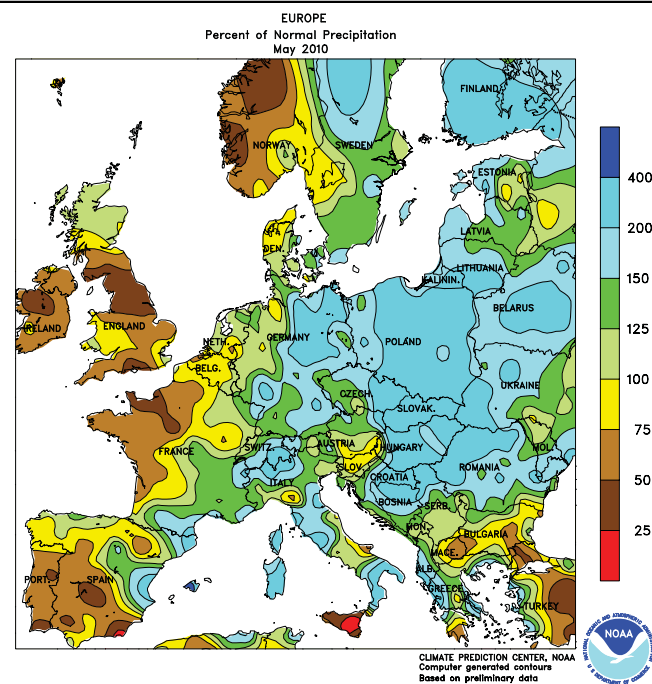 EUROPE
Percent of Normal Precipitation
May 2010
FINLAND
NORWAY
SWEDEN
ESTONIA
LATVIA
DEN.
LITHUANIA
KALININ.
400
200
150
125
100
75
50
25
IRELAND
ENGLAND
NETH.
GERMANY
POLAND
BELARUS
BELG.
UKRAINE
CZECH.
SLOVAK.
FRANCE
SWITZ.
AUSTRIA
HUNGARY
MOL.
SLOV.
ROMANIA
ITALY
CROATIA
BOSNIA
SERB.
MON.
BULGARIA
MACE.
ALB.
PORT.
SPAIN
GREECE
TURKEY
CLIMATE PREDICTION CENTER, NOAA
Computer generated contours
Based on preliminary data
NOAA